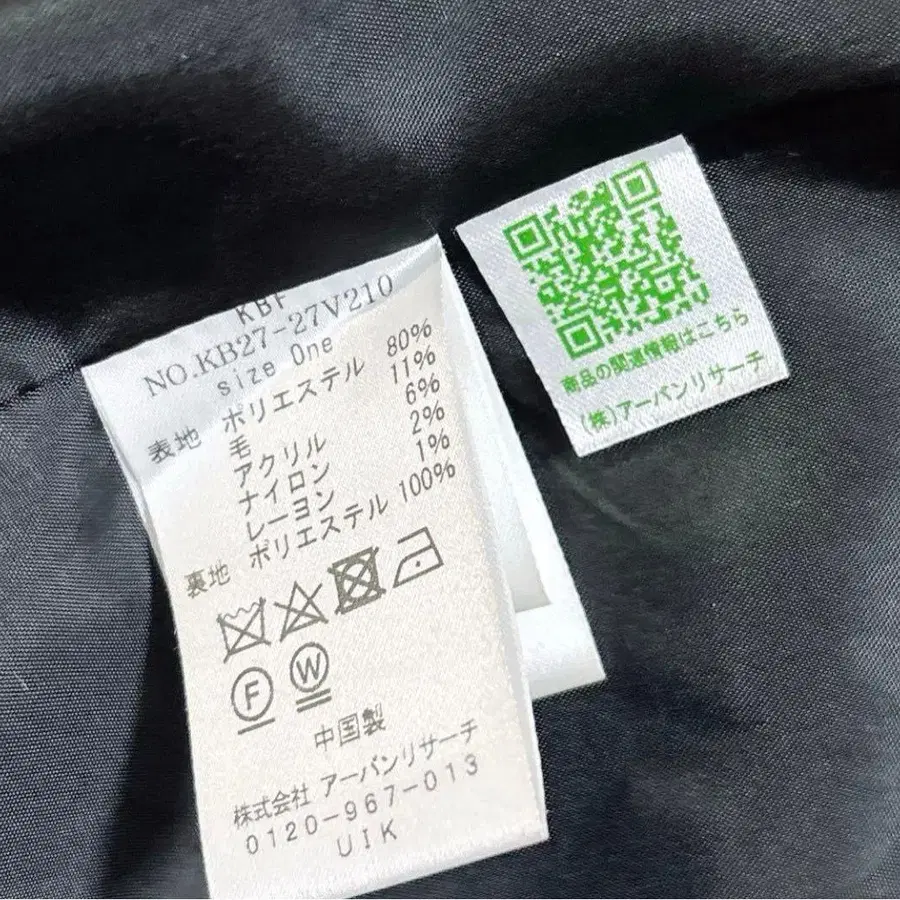 KBF
NO.KB27-27V210
size One
表地 ポリエステル 80%
毛 11%
アクリル 6%
ナイロン 2%
レーヨン 1%
裏地 ポリエステル 100%
F W
中国製
株式会社 アーバンリサーチ
0120-967-013
UIK
商品の関連情報はこちら
(株)アーバンリサーチ